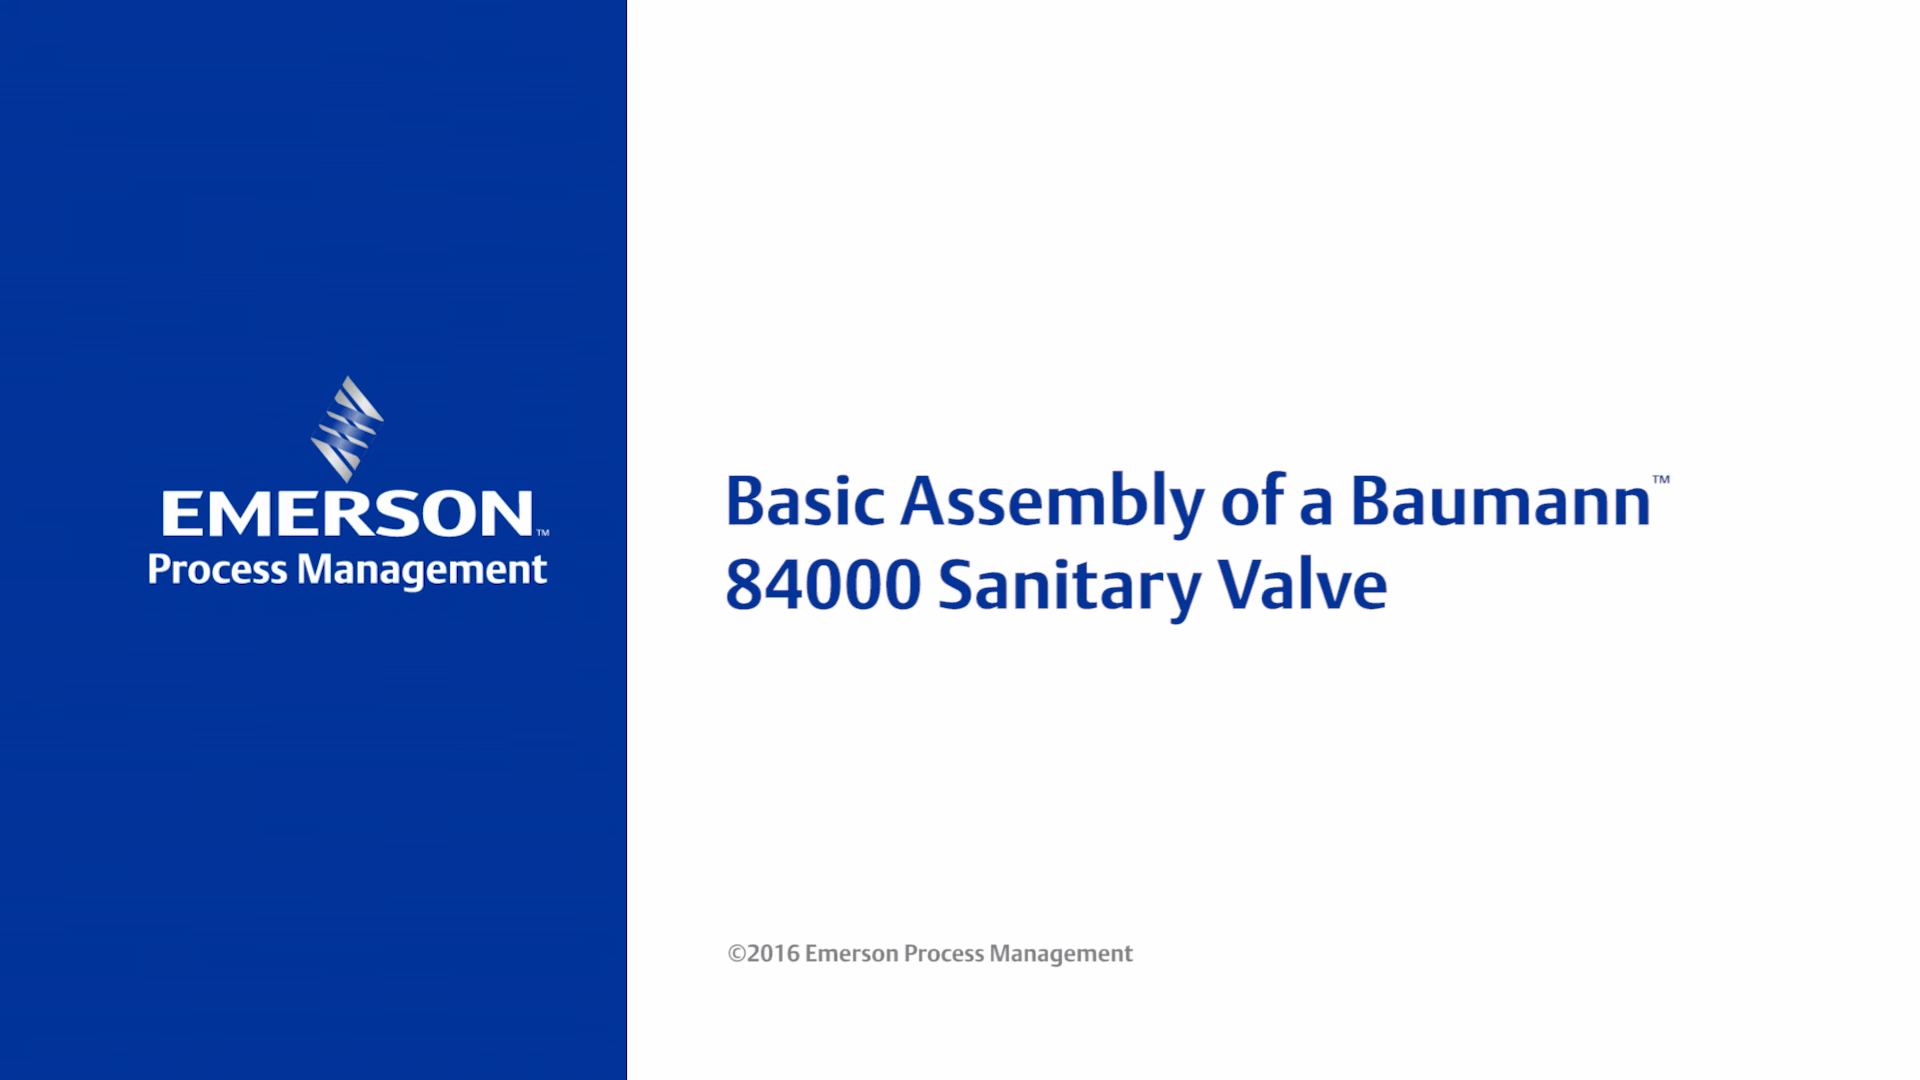 EMERSON™
Process Management
Basic Assembly of a Baumann™
84000 Sanitary Valve
©2016 Emerson Process Management